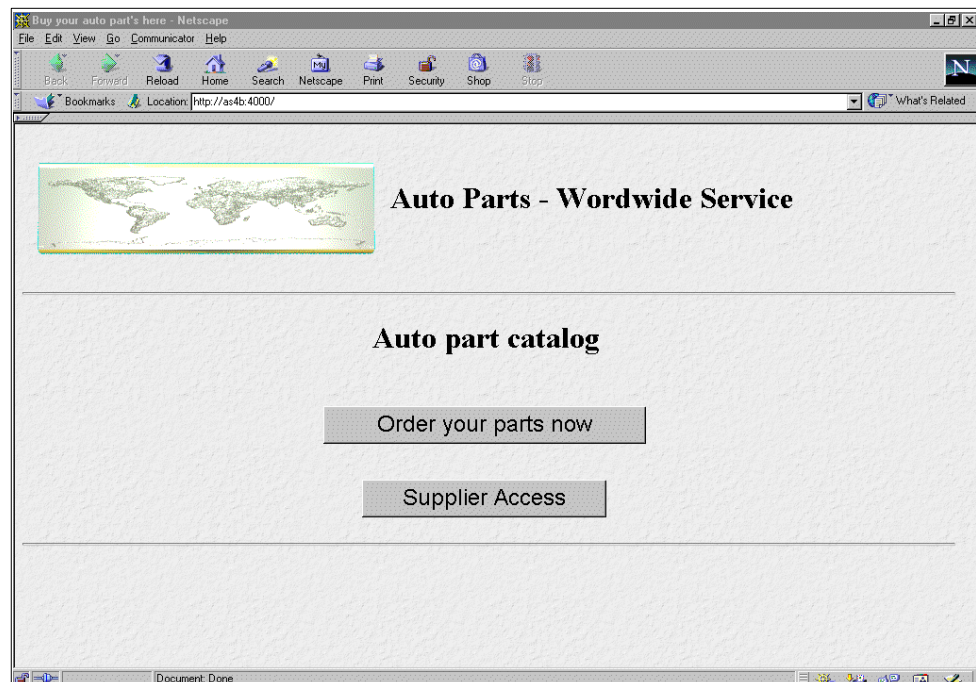 Buy your auto part's here - Netscape
File Edit View Go Communicator Help
Back Forward Reload Home Search Netscape Print Security Shop Stop
Bookmarks Location: http://as4b:4000/ What's Related
Auto Parts - Wordwide Service
Auto part catalog
Order your parts now
Supplier Access
Document: Done